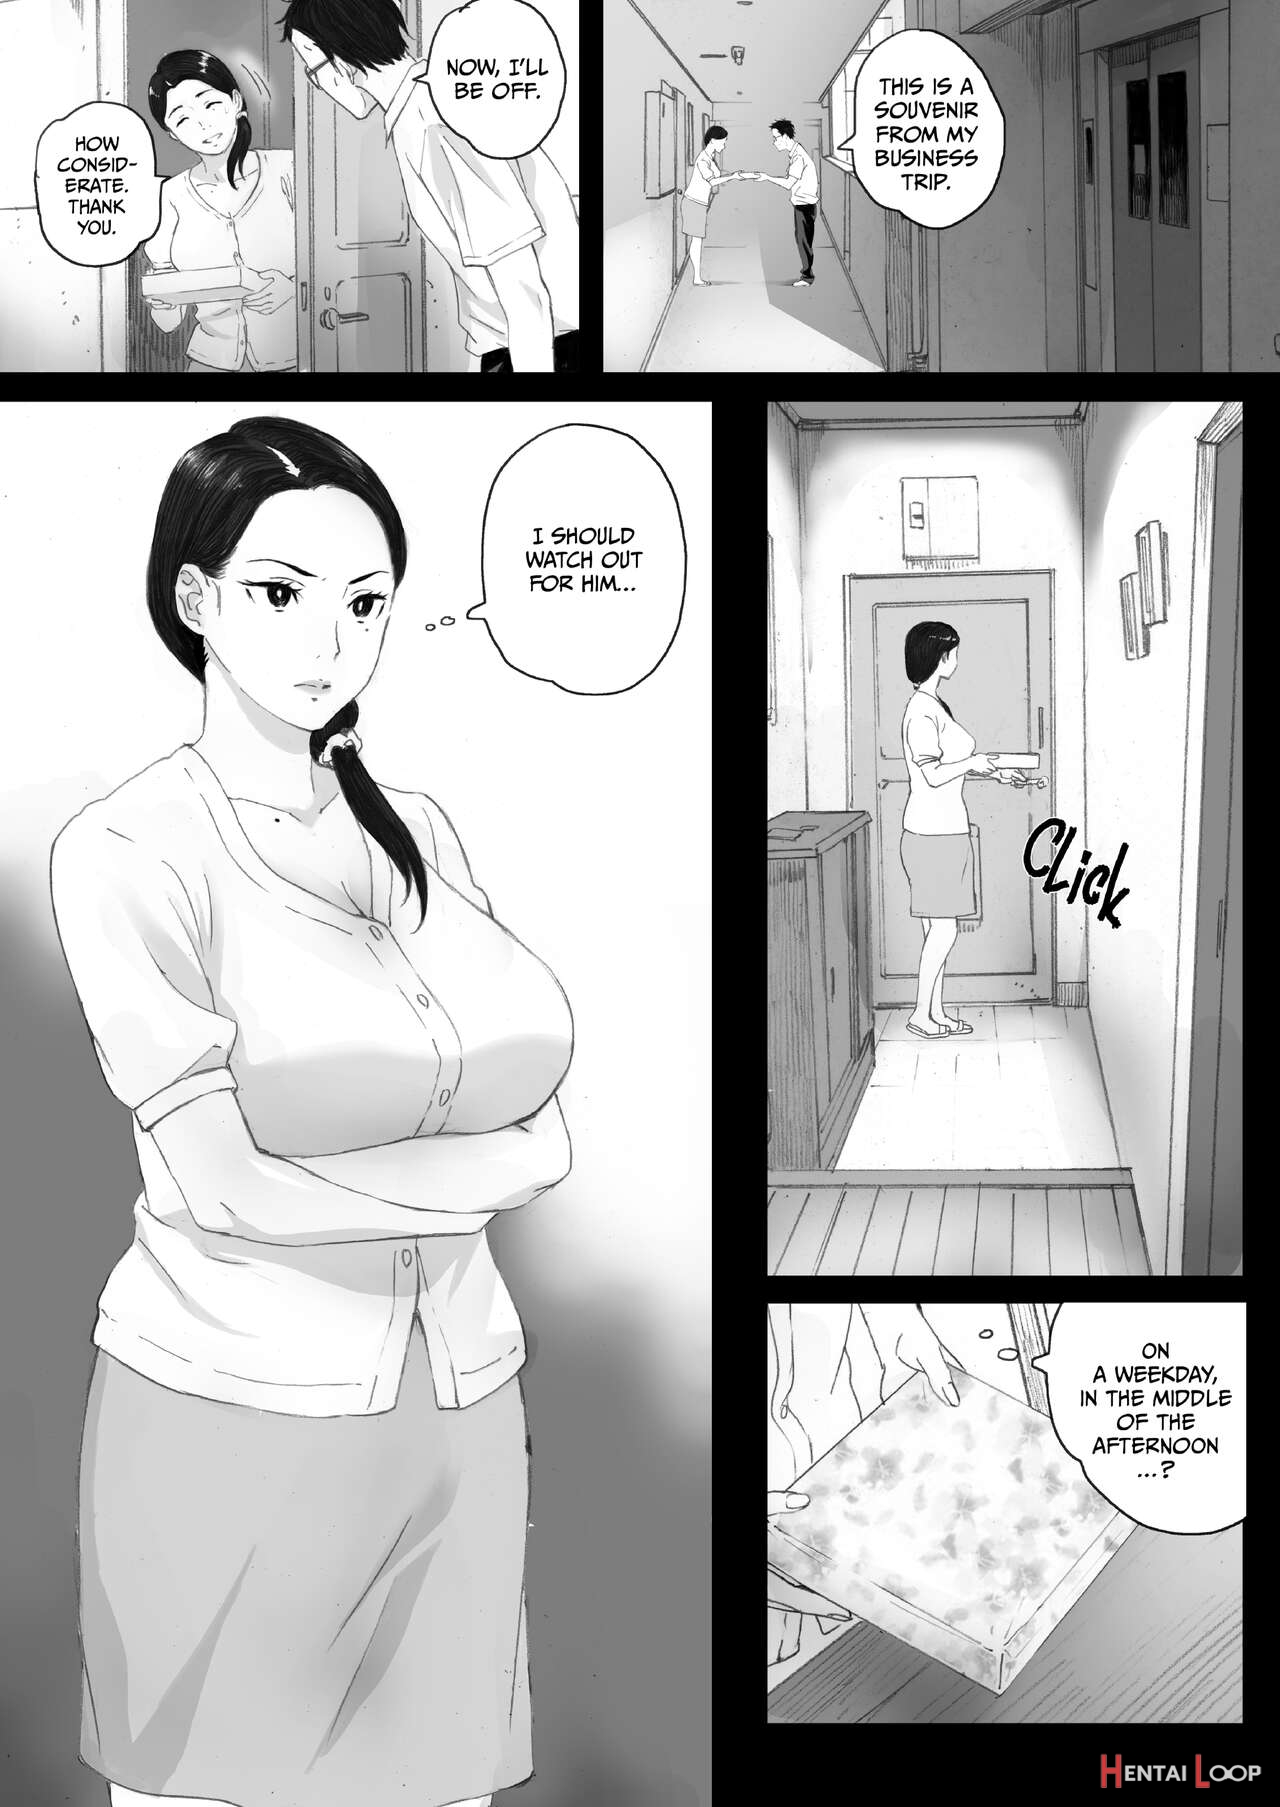 THIS IS A
SOUVENIR
FROM MY
BUSINESS
TRIP.
NOW, I'LL
BE OFF.
HOW
CONSID-
ERATE.
THANK
YOU.
CLICK
ON
A WEEKDAY,
IN THE MIDDLE
OF THE
AFTERNOON
...?
I SHOULD
WATCH OUT
FOR HIM...
HENTAI LOOP